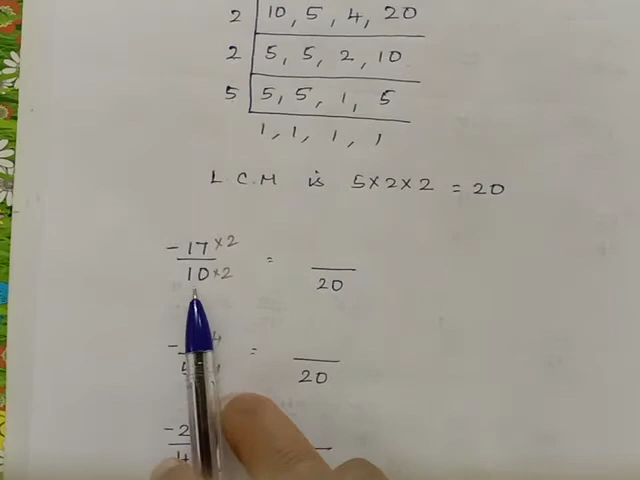 2 | 10, 5, 4, 20
2 | 5, 5, 2, 10
5 | 5, 5, 1, 5
1, 1, 1, 1
L.C.M is 5×2×2 = 20
-17×2/10×2 = /20
= /20
-2